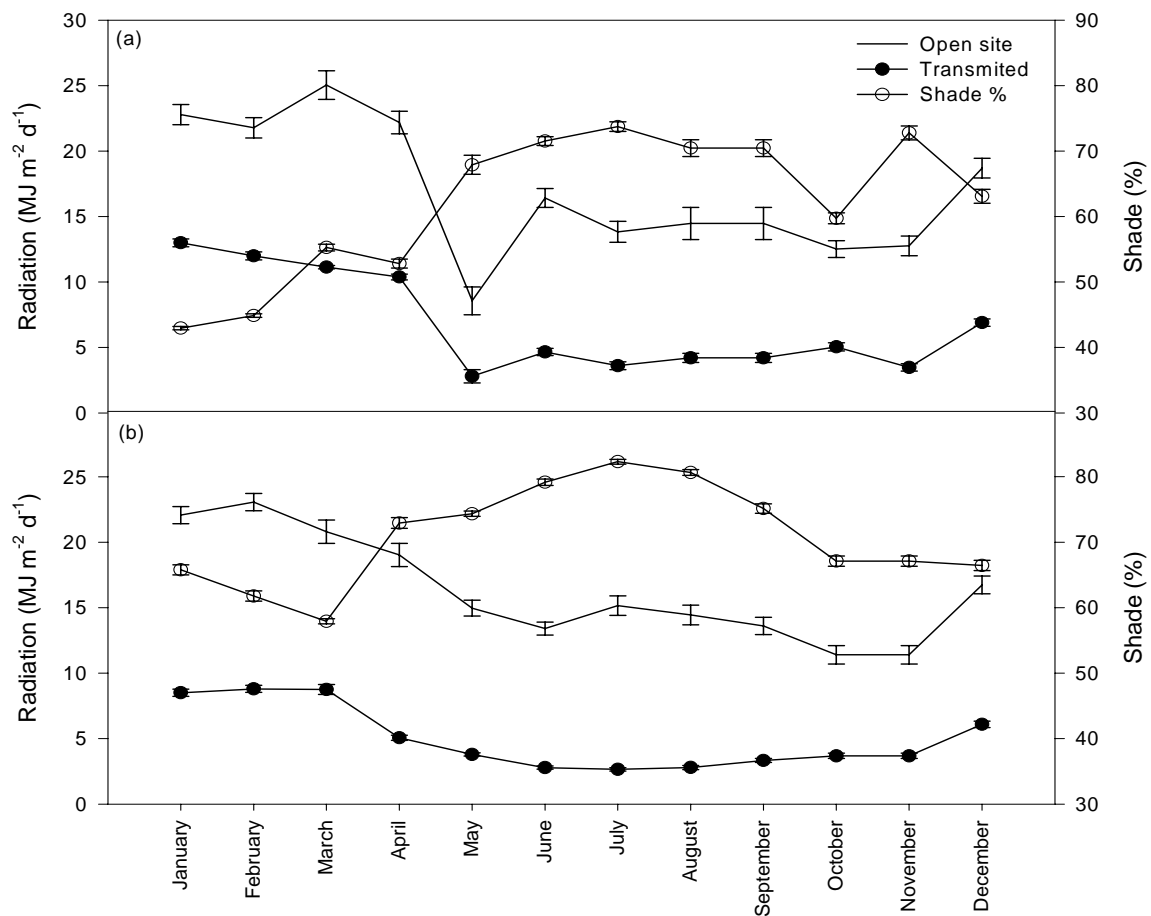 (a)
Open site
Transmited
Shade %
30
25
20
15
10
5
0
Radiation (MJ m-2 d-1)
90
80
70
60
50
40
30
Shade (%)
(b)
25
20
15
10
5
0
Radiation (MJ m-2 d-1)
80
70
60
50
40
30
Shade (%)
January
February
March
April
May
June
July
August
September
October
November
December